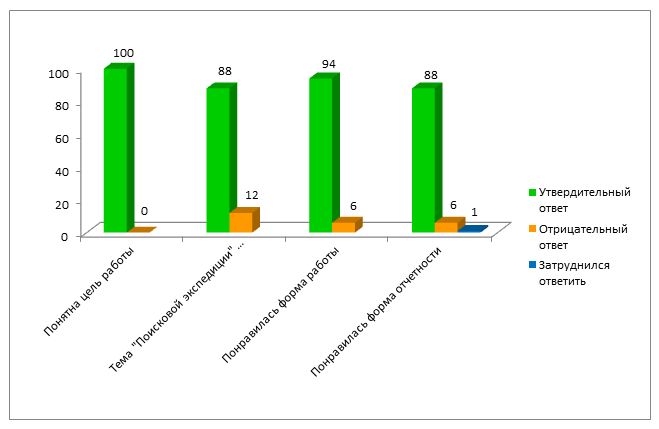 100
88
94
88
0
12
6
6
1
100
80
60
40
20
0
Понятна цель работы
Тема "Поисковой экспедиции" ...
Понравилась форма работы
Понравилась форма отчетности
Утвердительный
ответ
Отрицательный
ответ
Затруднился
ответить